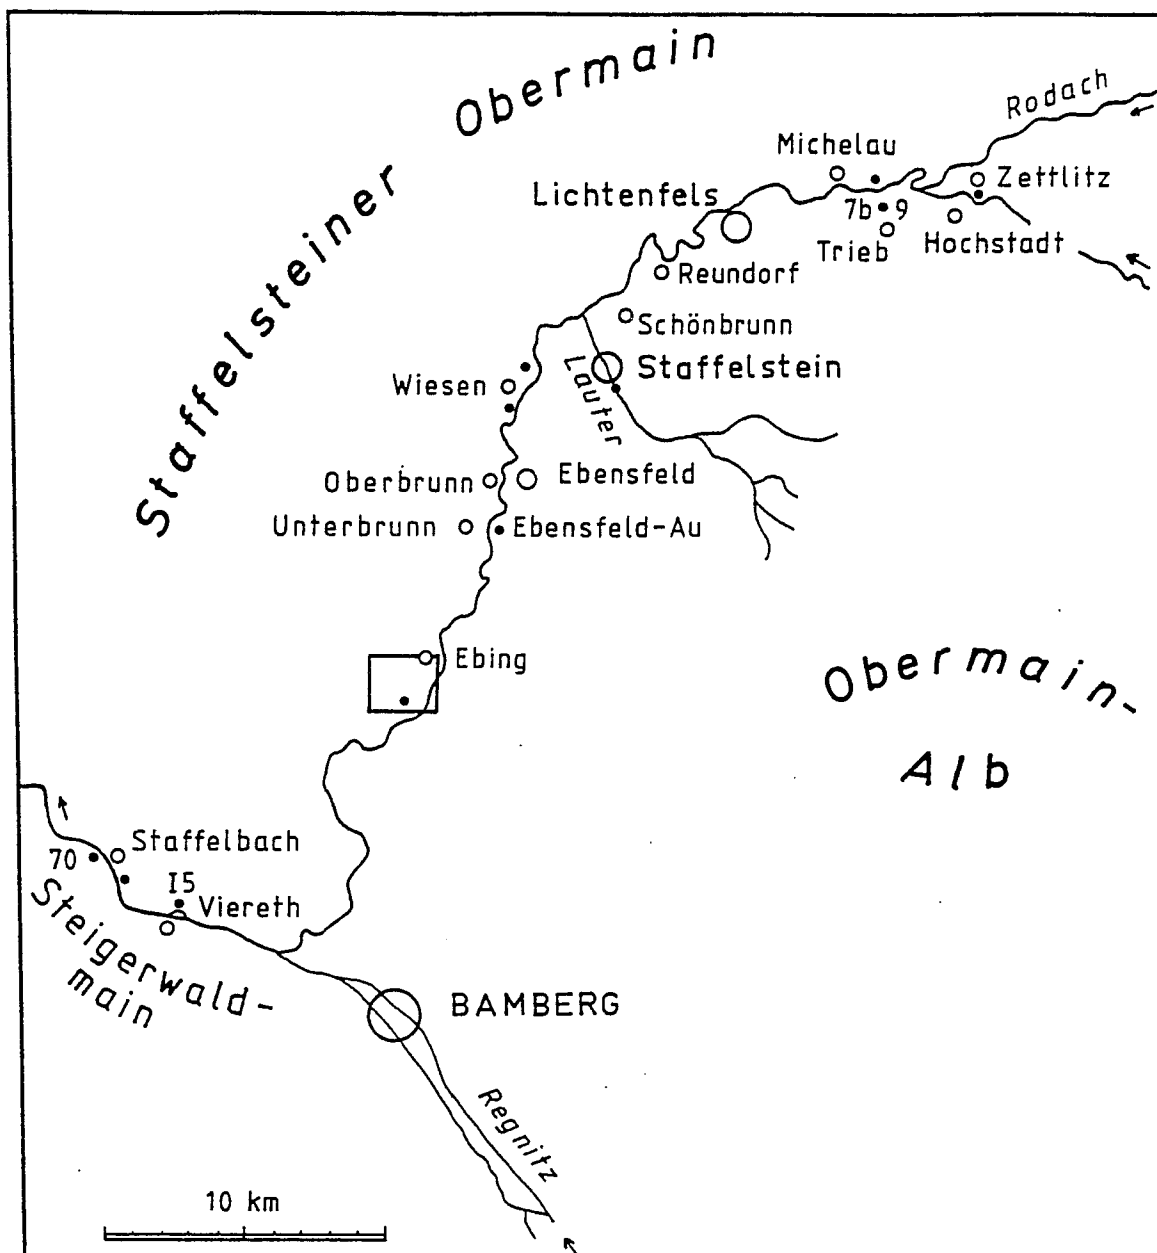 Staffelsteiner Obermain
Rodach
Michelau
Zettlitz
Lichtenfels
7b 9
Trieb
Hochstadt
Reundorf
Schönbrunn
Staffelstein
Lauter
Wiesen
Oberbrunn
Ebensfeld
Unterbrunn
Ebensfeld-Au
Ebing
Obermain-
Alb
Staffelbach
70
I5
Viereth
Steigerwald-
main
BAMBERG
Regnitz
10 km